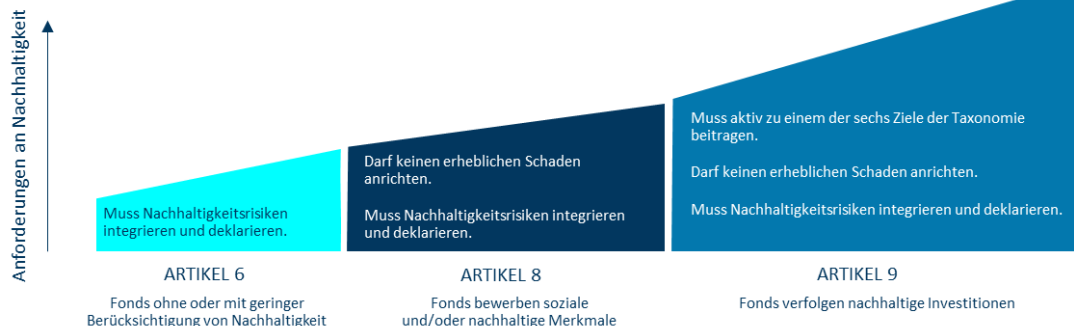 Anforderungen an Nachhaltigkeit
Muss Nachhaltigkeitsrisiken
integrieren und deklarieren.
Darf keinen erheblichen Schaden
anrichten.
Muss Nachhaltigkeitsrisiken integrieren
und deklarieren.
Muss aktiv zu einem der sechs Ziele der Taxonomie
beitragen.
Darf keinen erheblichen Schaden anrichten.
Muss Nachhaltigkeitsrisiken integrieren und deklarieren.
ARTIKEL 6
Fonds ohne oder mit geringer
Berücksichtigung von Nachhaltigkeit
ARTIKEL 8
Fonds bewerben soziale
und/oder nachhaltige Merkmale
ARTIKEL 9
Fonds verfolgen nachhaltige Investitionen